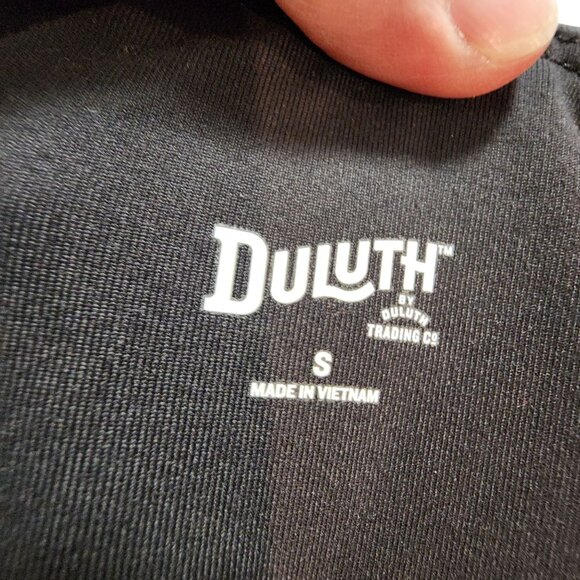 DULUTH™
BY
DULUTH
TRADING CO
S
MADE IN VIETNAM